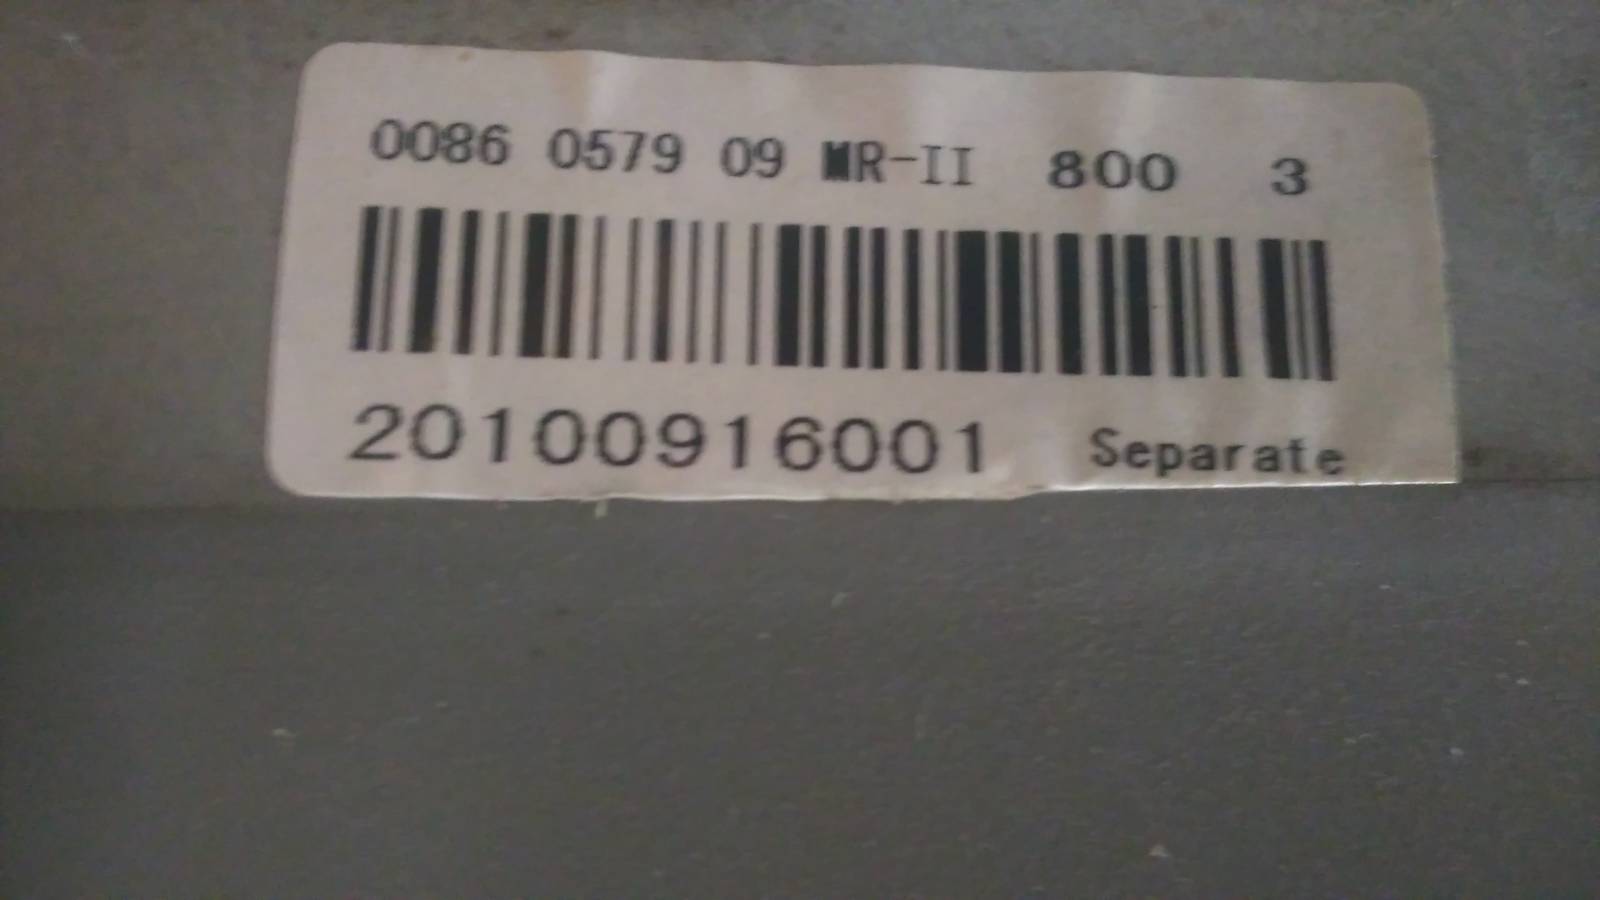 0086 0579 09 MR-II 800 3
20100916001 Separate